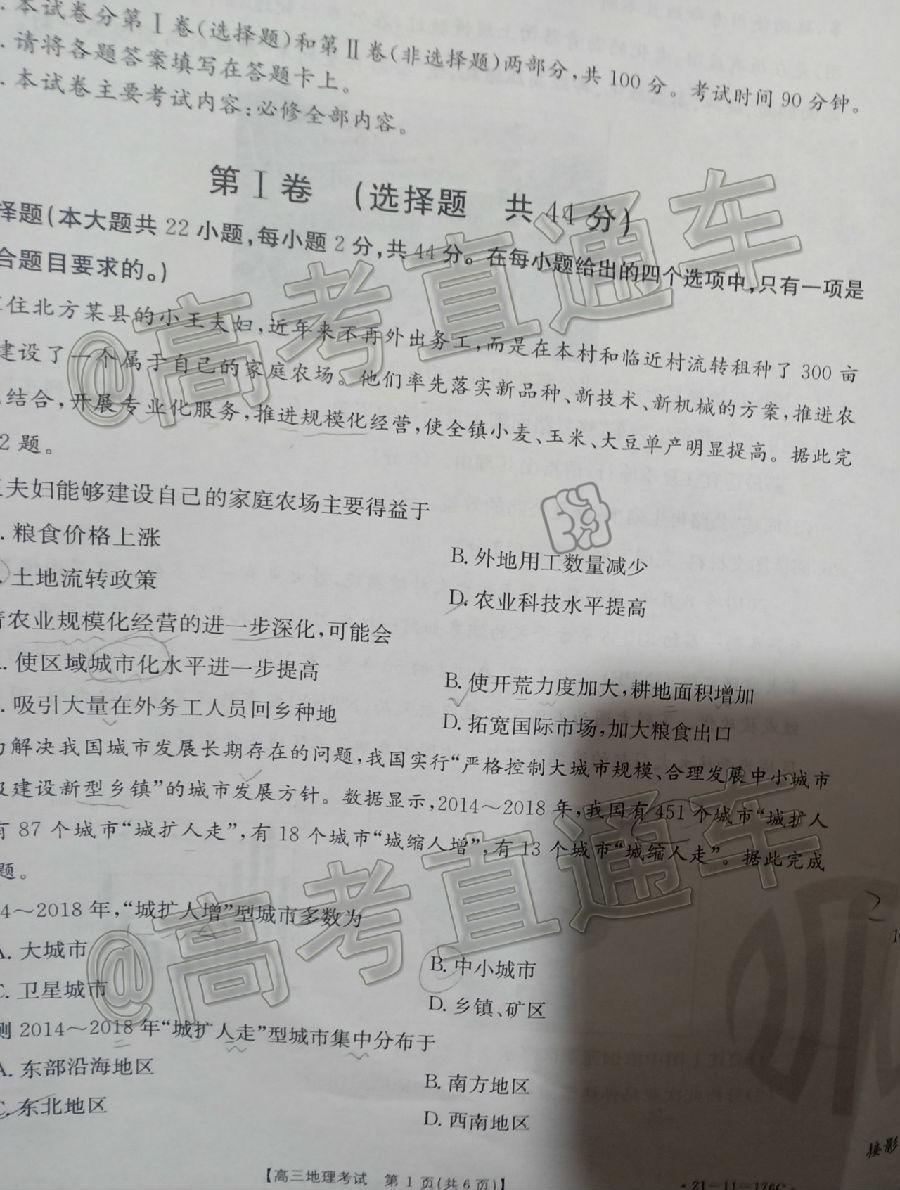 . 本试卷分第Ⅰ卷(选择题)和第Ⅱ卷(非选择题)两部分,共100分。考试时间90分钟。
. 请将各题答案填写在答题卡上。
. 本试卷主要考试内容:必修全部内容。
第Ⅰ卷 (选择题 共44分)
择题(本大题共22小题,每小题2分,共44分。在每小题给出的四个选项中,只有一项是
合题目要求的。)
住北方某县的小王夫妇,近年来不再外出务工,而是在本村和临近村流转租种了300亩
建设了一个属于自己的家庭农场。他们率先落实新品种、新技术、新机械的方案,推进农
结合,开展专业化服务,推进规模化经营,使全镇小麦、玉米、大豆单产明显提高。据此完
2题。
夫妇能够建设自己的家庭农场主要得益于
. 粮食价格上涨
B. 外地用工数量减少
. 土地流转政策
D. 农业科技水平提高
农业规模化经营的进一步深化,可能会
. 使区域城市化水平进一步提高
B. 使开荒力度加大,耕地面积增加
. 吸引大量在外务工人员回乡种地
D. 拓宽国际市场,加大粮食出口
解决我国城市发展长期存在的问题,我国实行“严格控制大城市规模、合理发展中小城市
建设新型乡镇”的城市发展方针。数据显示,2014～2018年,我国有451个城市“城扩人
有87个城市“城扩人走”,有18个城市“城缩人增”,有13个城市“城缩人走”。据此完成
题。
4～2018年,“城扩人增”型城市多数为
A. 大城市
B. 中小城市
C. 卫星城市
D. 乡镇、矿区
测2014～2018年“城扩人走”型城市集中分布于
A. 东部沿海地区
B. 南方地区
C. 东北地区
D. 西南地区
【高三地理考试 第1页(共6页)】
·21-11-126C·
@高考直通车
@高考直通车